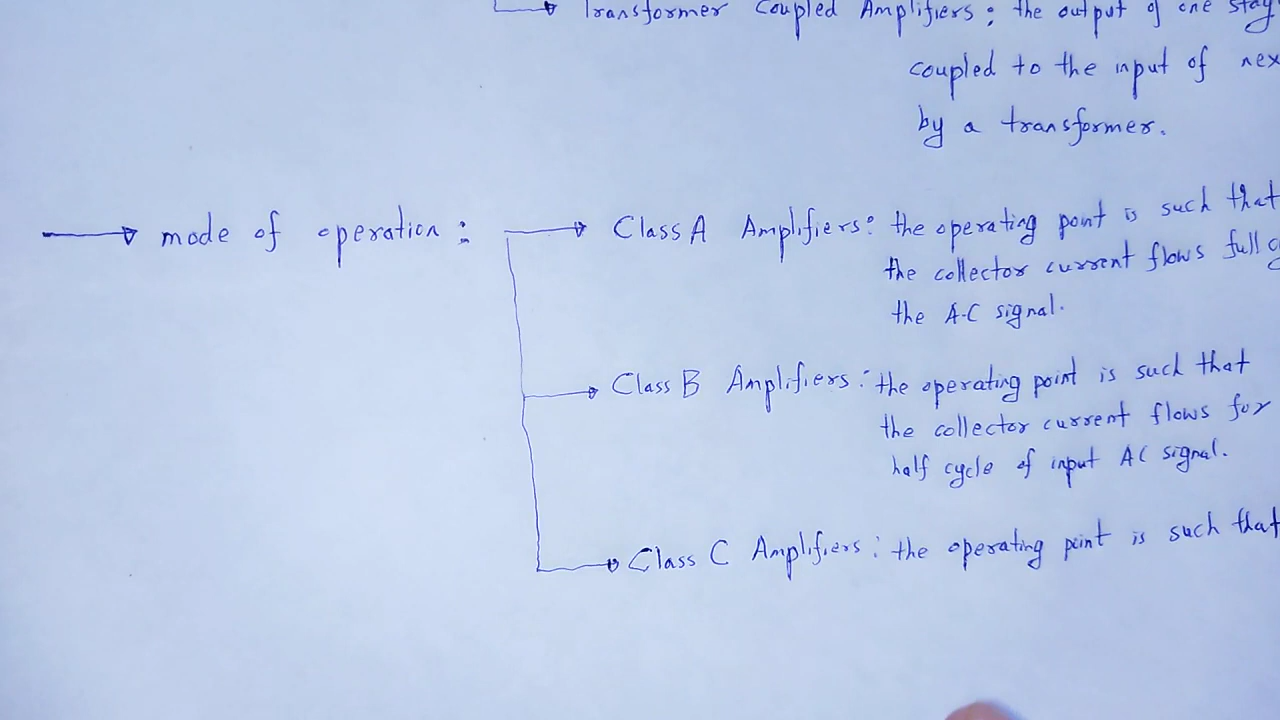 Transformer Coupled Amplifiers : the output of one
coupled to the input of
by a transformer.
mode of operation :
Class A Amplifiers : the operating point is such that
the collector current flows full
the A-C signal.
Class B Amplifiers : the operating point is such that
the collector current flows for
half cycle of input AC signal.
Class C Amplifiers : the operating point is such that